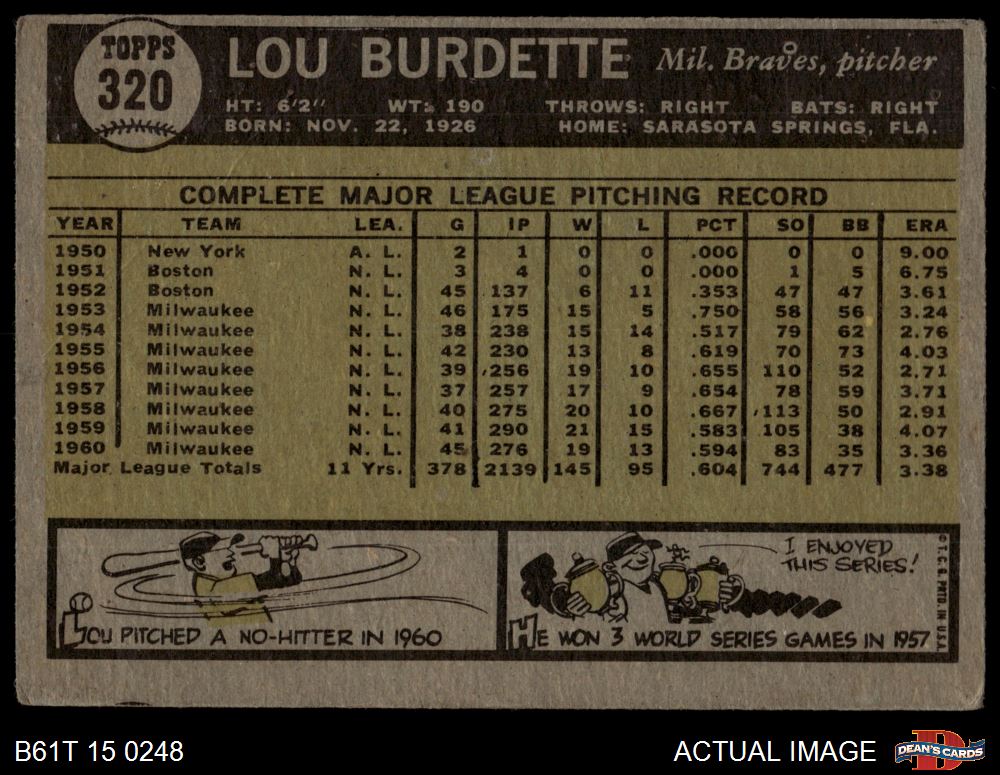 TOPPS
320
LOU BURDETTE Mil. Braves, pitcher
HT: 6'2" WT: 190 THROWS: RIGHT BATS: RIGHT
BORN: NOV. 22, 1926 HOME: SARASOTA SPRINGS, FLA.
COMPLETE MAJOR LEAGUE PITCHING RECORD
YEAR TEAM LEA. G IP W L PCT SO BB ERA
1950 New York A. L. 2 1 0 0 .000 0 0 9.00
1951 Boston N. L. 3 4 0 0 .000 1 5 6.75
1952 Boston N. L. 45 137 6 11 .353 47 47 3.61
1953 Milwaukee N. L. 46 175 15 5 .750 58 56 3.24
1954 Milwaukee N. L. 38 238 15 14 .517 79 62 2.76
1955 Milwaukee N. L. 42 230 13 8 .619 70 73 4.03
1956 Milwaukee N. L. 39 256 19 10 .655 110 52 2.71
1957 Milwaukee N. L. 37 257 17 9 .654 78 59 3.71
1958 Milwaukee N. L. 40 275 20 10 .667 113 50 2.91
1959 Milwaukee N. L. 41 290 21 15 .583 105 38 4.07
1960 Milwaukee N. L. 45 276 19 13 .594 83 35 3.36
Major League Totals 11 Yrs. 378 2139 145 95 .604 744 477 3.38
LOU PITCHED A NO-HITTER IN 1960
I ENJOYED
THIS SERIES!
HE WON 3 WORLD SERIES GAMES IN 1957
© T. C. G. PRTD. IN U.S.A.
B61T 15 0248
ACTUAL IMAGE
D
DEAN'S CARDS